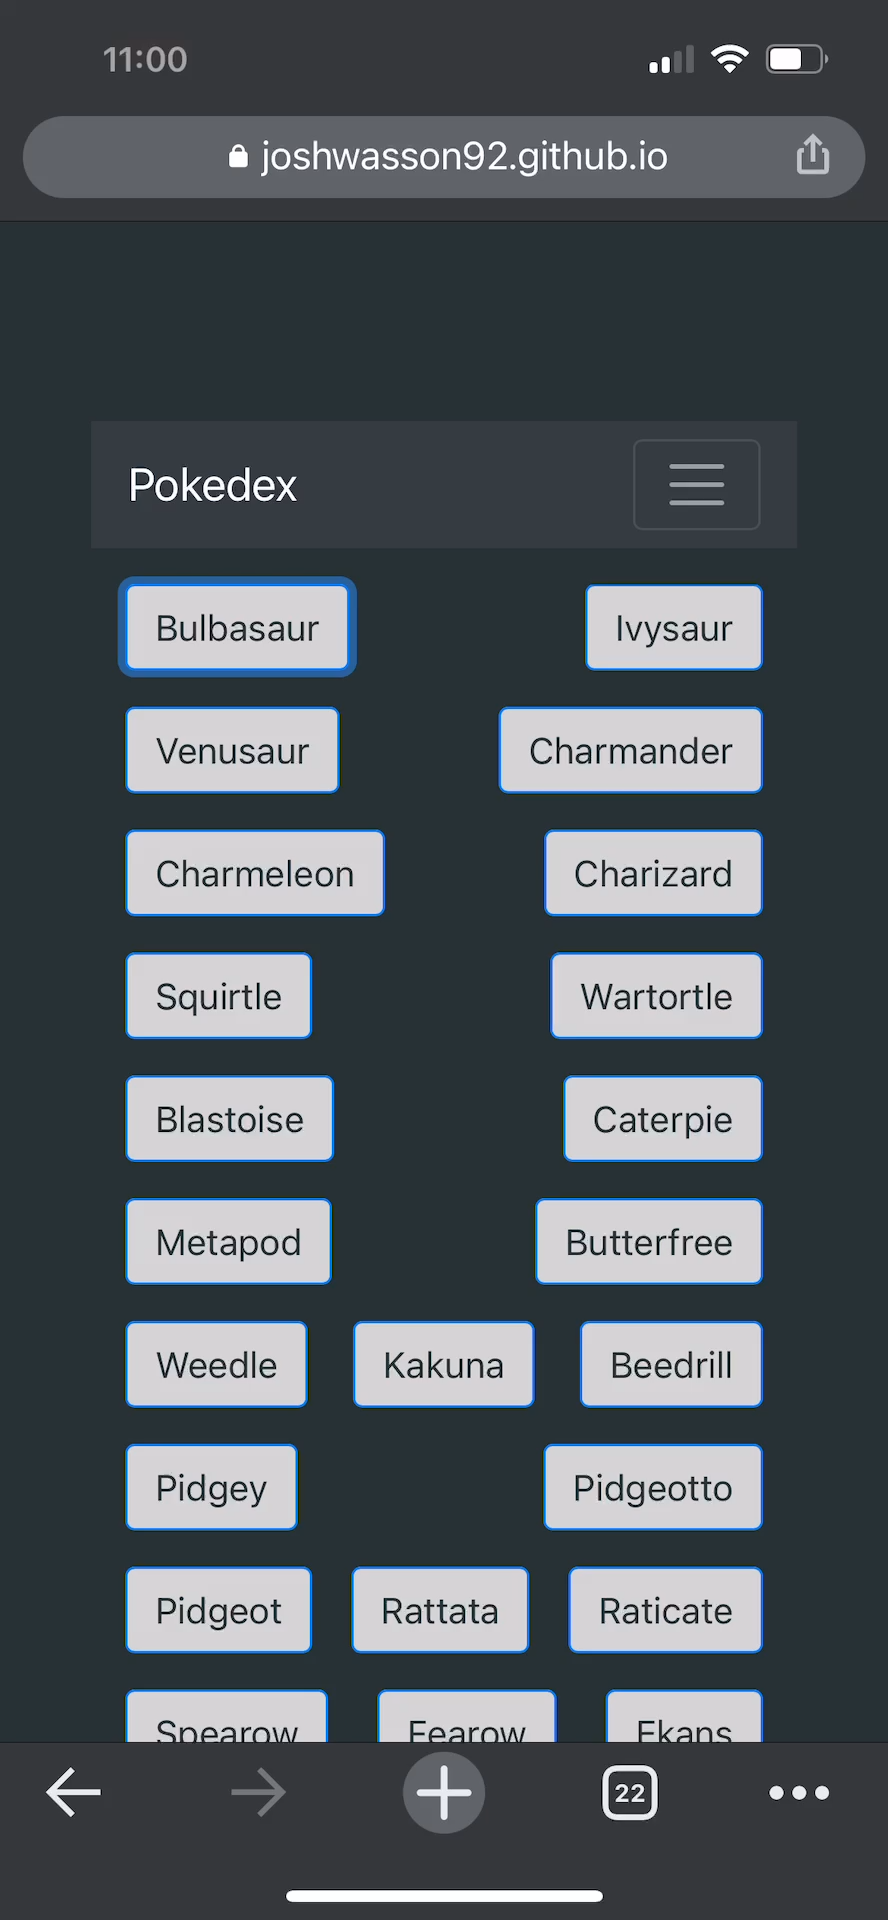 11:00
joshwasson92.github.io
Pokedex
Bulbasaur Ivysaur
Venusaur Charmander
Charmeleon Charizard
Squirtle Wartortle
Blastoise Caterpie
Metapod Butterfree
Weedle Kakuna Beedrill
Pidgey Pidgeotto
Pidgeot Rattata Raticate
Spearow Fearow Ekans
22